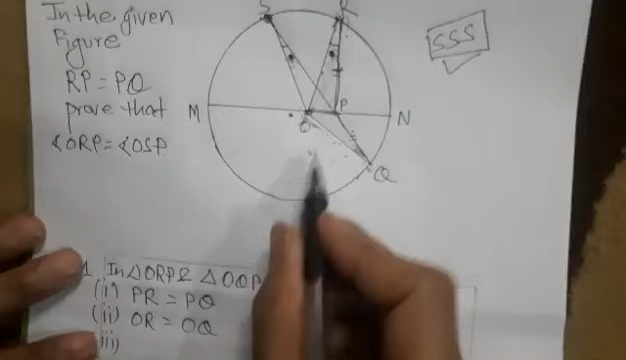 In the given
Figure
RP = PQ
prove that
∠ORP = ∠OSP
S
R
SSS
M
O
P
N
Q
1. In △ORP & △OQP
(i) PR = PQ
(ii) OR = OQ
(iii)